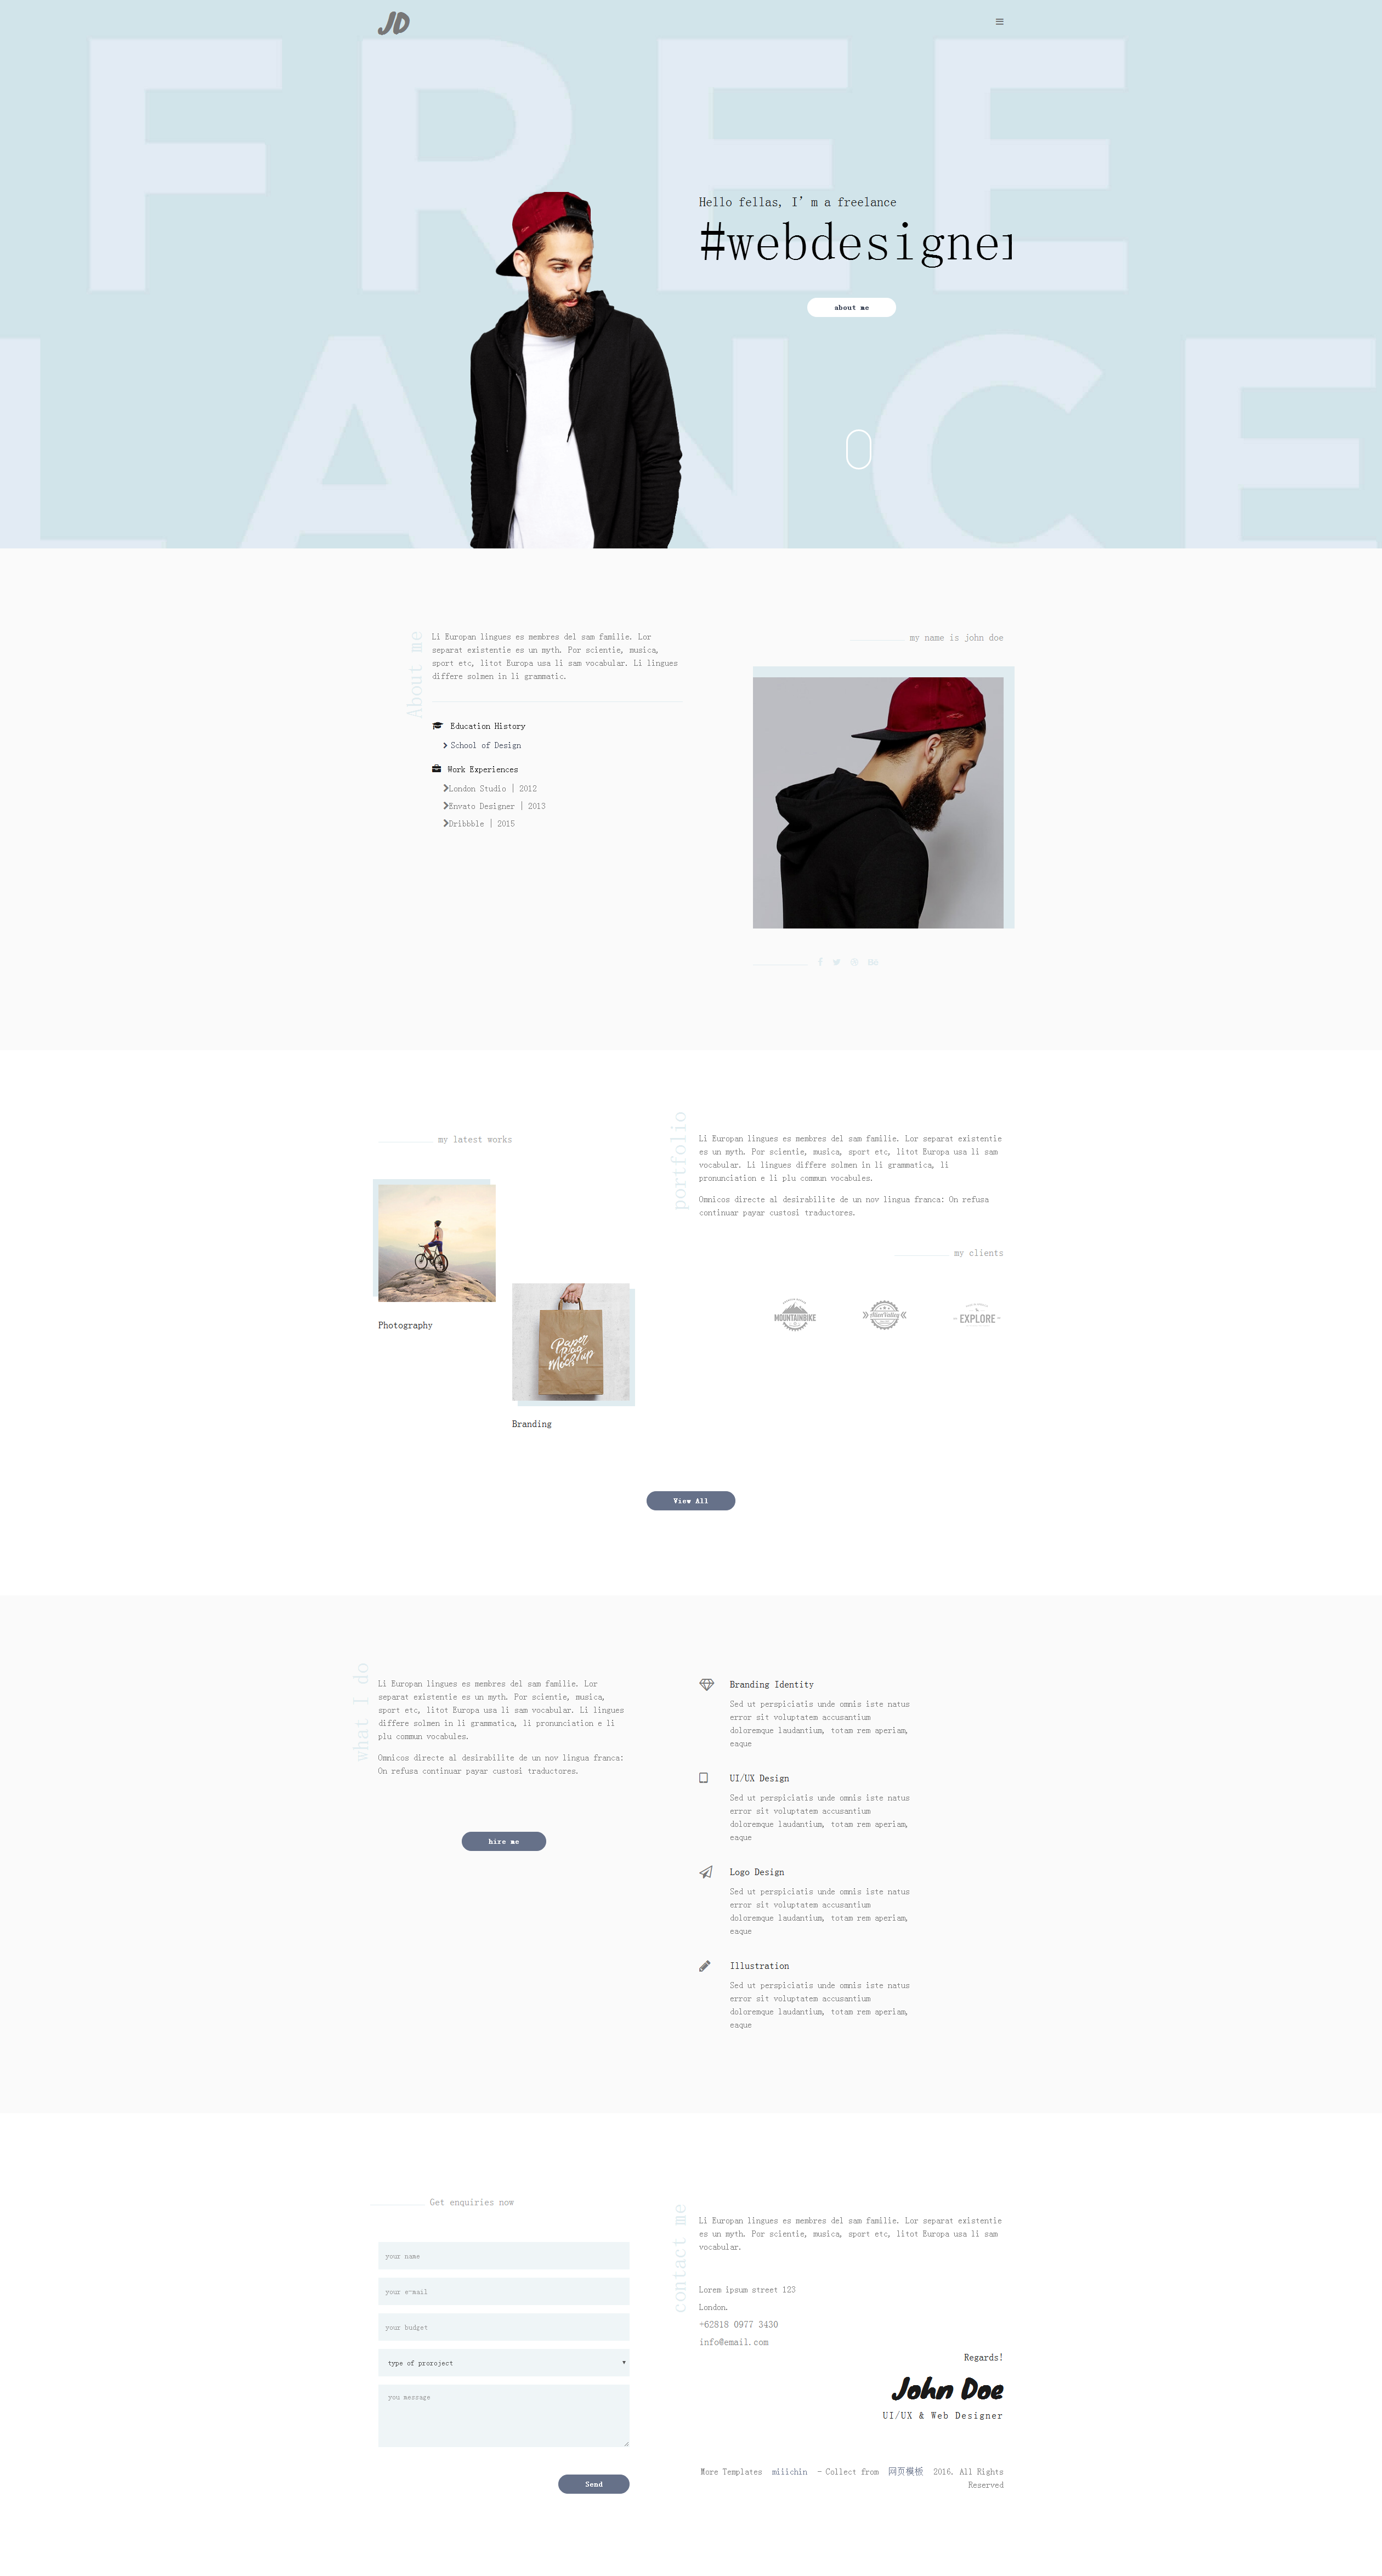 JD
FREE
LANCE
Hello fellas, I’m a freelance
#webdesigner
about me
About me
Li Europan lingues es membres del sam familie. Lor
separat existentie es un myth. Por scientie, musica,
sport etc, litot Europa usa li sam vocabular. Li lingues
differe solmen in li grammatic.
Education History
School of Design
Work Experiences
London Studio | 2012
Envato Designer | 2013
Dribbble | 2015
my name is john doe
my latest works
Photography
Branding
Paper
Bag
Mockup
portfolio
Li Europan lingues es membres del sam familie. Lor separat existentie
es un myth. Por scientie, musica, sport etc, litot Europa usa li sam
vocabular. Li lingues differe solmen in li grammatica, li
pronunciation e li plu commun vocabules.
Omnicos directe al desirabilite de un nov lingua franca: On refusa
continuar payar custosi traductores.
my clients
MOUNTAINBIKE
EXPLORE
View All
what I do
Li Europan lingues es membres del sam familie. Lor
separat existentie es un myth. Por scientie, musica,
sport etc, litot Europa usa li sam vocabular. Li lingues
differe solmen in li grammatica, li pronunciation e li
plu commun vocabules.
Omnicos directe al desirabilite de un nov lingua franca:
On refusa continuar payar custosi traductores.
hire me
Branding Identity
Sed ut perspiciatis unde omnis iste natus
error sit voluptatem accusantium
doloremque laudantium, totam rem aperiam,
eaque
UI/UX Design
Sed ut perspiciatis unde omnis iste natus
error sit voluptatem accusantium
doloremque laudantium, totam rem aperiam,
eaque
Logo Design
Sed ut perspiciatis unde omnis iste natus
error sit voluptatem accusantium
doloremque laudantium, totam rem aperiam,
eaque
Illustration
Sed ut perspiciatis unde omnis iste natus
error sit voluptatem accusantium
doloremque laudantium, totam rem aperiam,
eaque
Get enquiries now
your name
your e-mail
your budget
type of proroject
you message
Send
contact me
Li Europan lingues es membres del sam familie. Lor separat existentie
es un myth. Por scientie, musica, sport etc, litot Europa usa li sam
vocabular.
Lorem ipsum street 123
London.
+62818 0977 3430
info@email.com
Regards!
John Doe
UI/UX & Web Designer
More Templates miiichin - Collect from 网页模板 2016. All Rights
Reserved